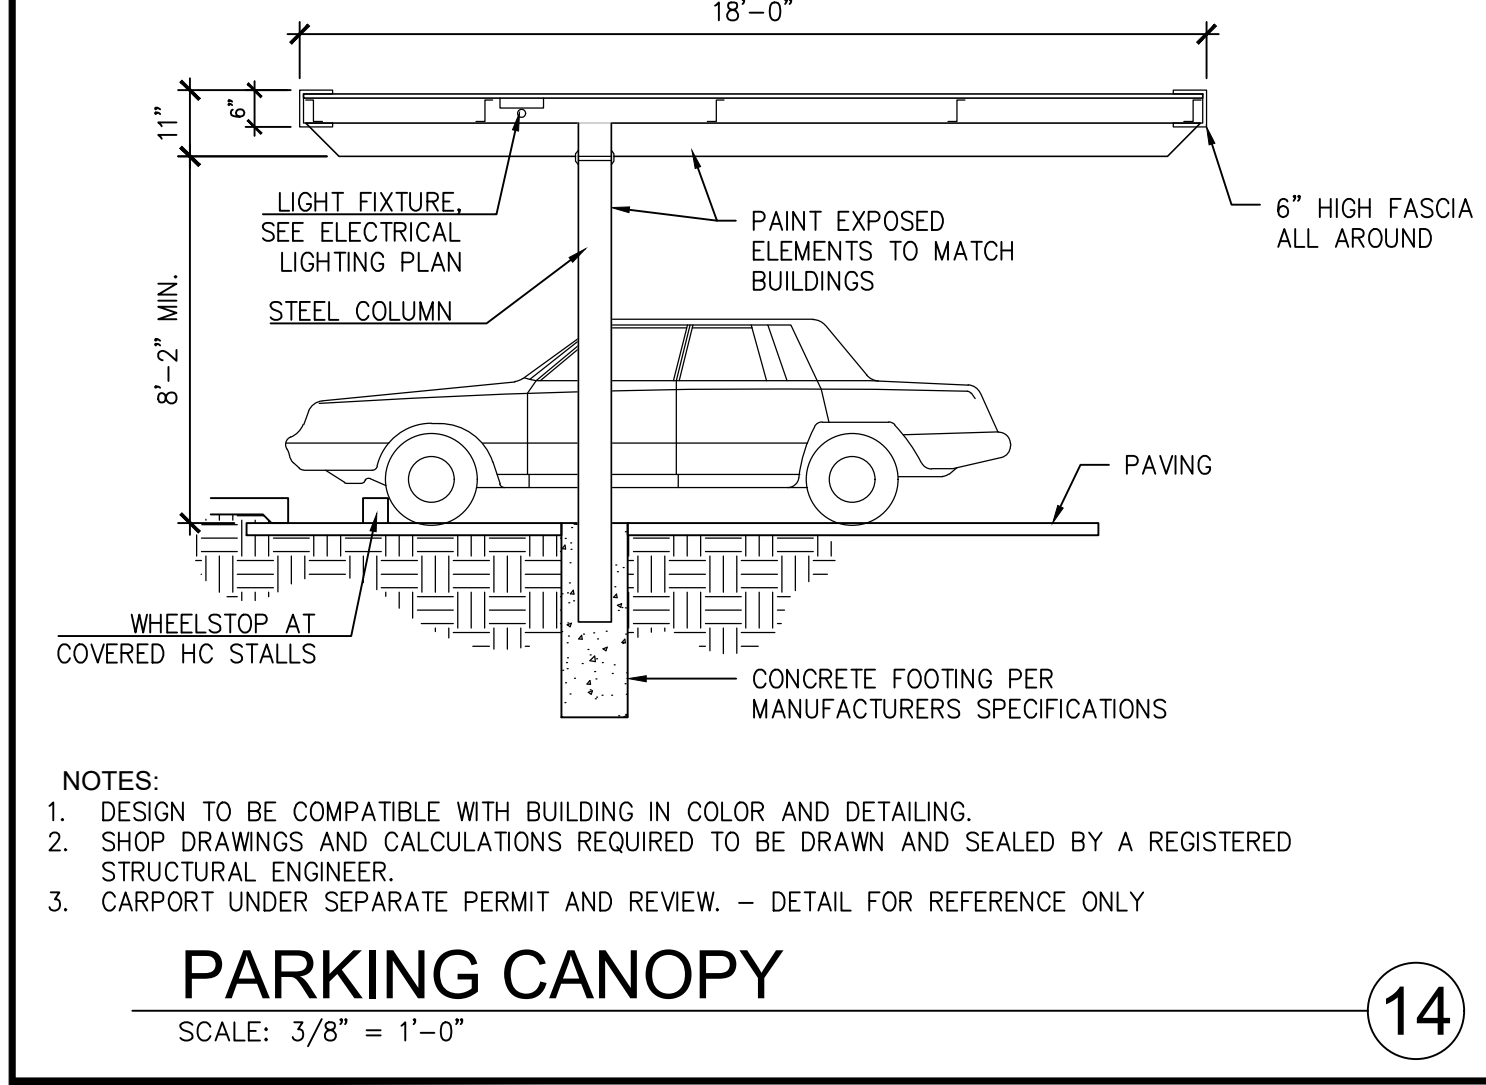 18'-0"
11"
6"
8'-2" MIN.
LIGHT FIXTURE,
SEE ELECTRICAL
LIGHTING PLAN
STEEL COLUMN
PAINT EXPOSED
ELEMENTS TO MATCH
BUILDINGS
6" HIGH FASCIA
ALL AROUND
PAVING
WHEELSTOP AT
COVERED HC STALLS
CONCRETE FOOTING PER
MANUFACTURERS SPECIFICATIONS
NOTES:
1. DESIGN TO BE COMPATIBLE WITH BUILDING IN COLOR AND DETAILING.
2. SHOP DRAWINGS AND CALCULATIONS REQUIRED TO BE DRAWN AND SEALED BY A REGISTERED
STRUCTURAL ENGINEER.
3. CARPORT UNDER SEPARATE PERMIT AND REVIEW. – DETAIL FOR REFERENCE ONLY
PARKING CANOPY
14
SCALE: 3/8" = 1'-0"